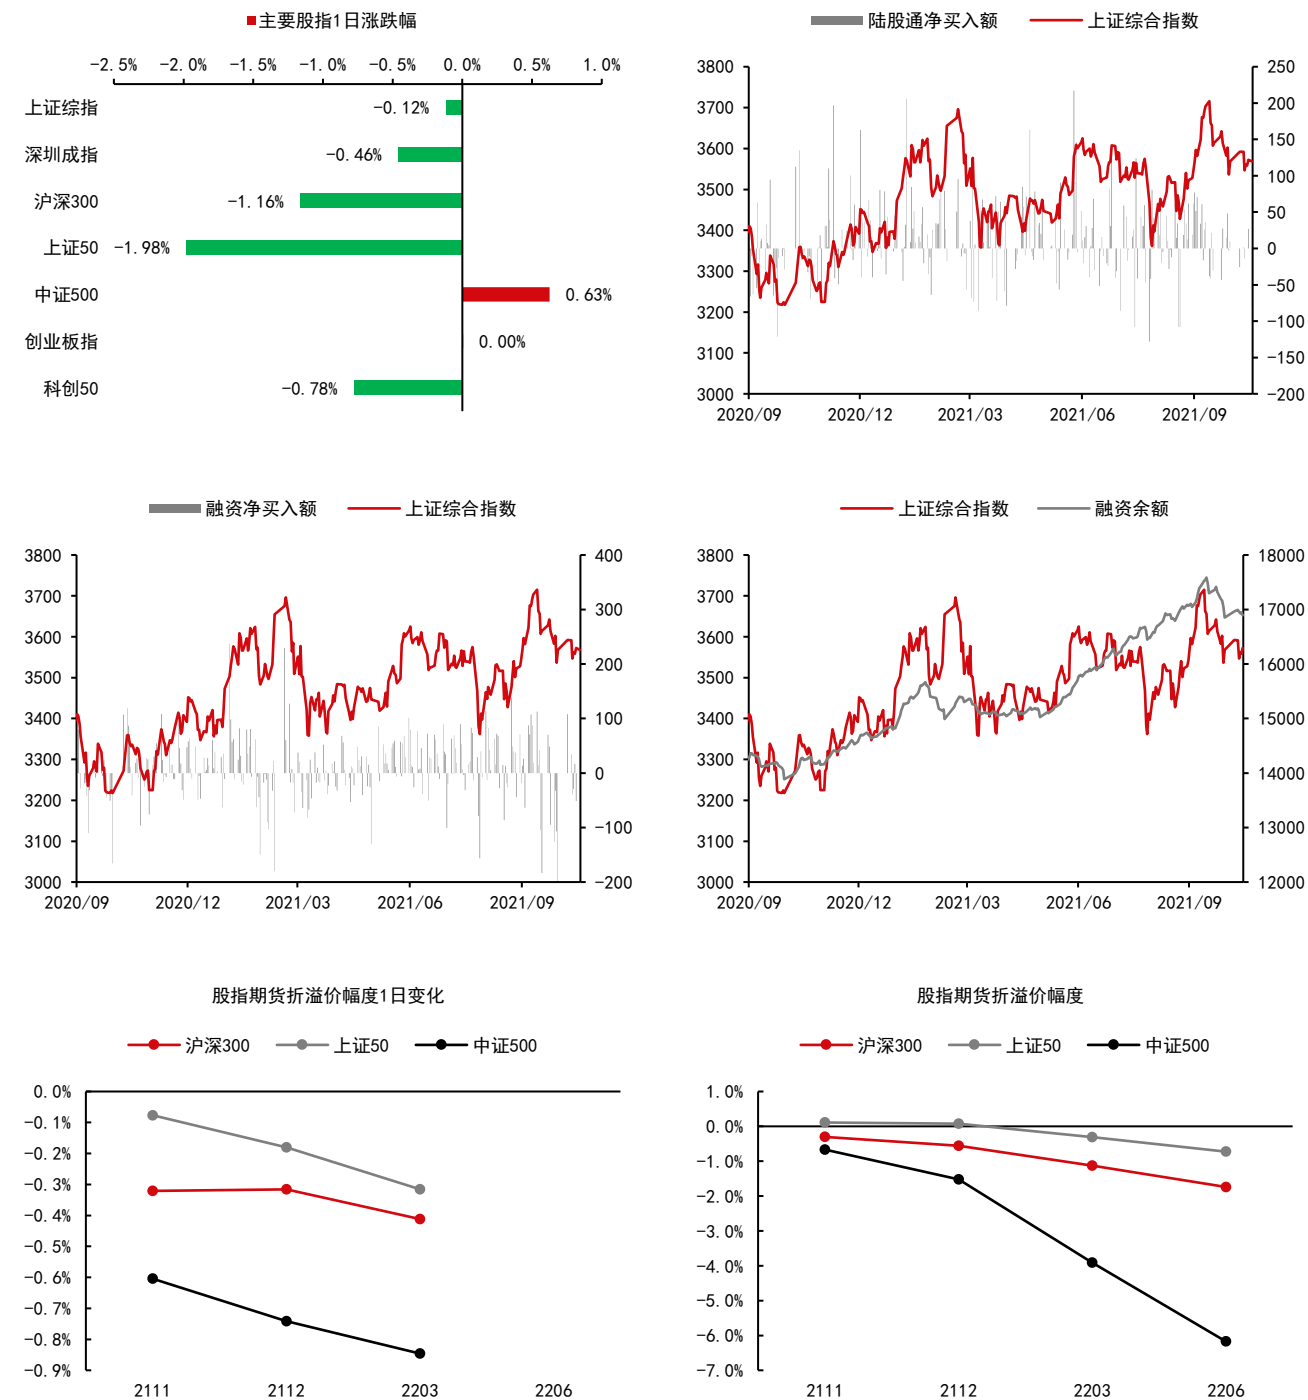 主要股指1日涨跌幅
-2.5% -2.0% -1.5% -1.0% -0.5% 0.0% 0.5% 1.0%
上证综指 -0.12%
深圳成指 -0.46%
沪深300 -1.16%
上证50 -1.98%
中证500 0.63%
创业板指 0.00%
科创50 -0.78%
陆股通净买入额 上证综合指数
3800 250
3700 200
3600 150
3500 100
3400 50
3300 0
3200 -50
3100 -100
3000 -150
-200
2020/09 2020/12 2021/03 2021/06 2021/09
融资净买入额 上证综合指数
3800 400
3700 300
3600 200
3500 100
3400 0
3300 -100
3200 -200
3100
3000
2020/09 2020/12 2021/03 2021/06 2021/09
上证综合指数 融资余额
3800 18000
3700 17000
3600 16000
3500 15000
3400 14000
3300 13000
3200 12000
3100
3000
2020/09 2020/12 2021/03 2021/06 2021/09
股指期货折溢价幅度1日变化
沪深300 上证50 中证500
0.0%
-0.1%
-0.2%
-0.3%
-0.4%
-0.5%
-0.6%
-0.7%
-0.8%
-0.9%
2111 2112 2203 2206
股指期货折溢价幅度
沪深300 上证50 中证500
1.0%
0.0%
-1.0%
-2.0%
-3.0%
-4.0%
-5.0%
-6.0%
-7.0%
2111 2112 2203 2206